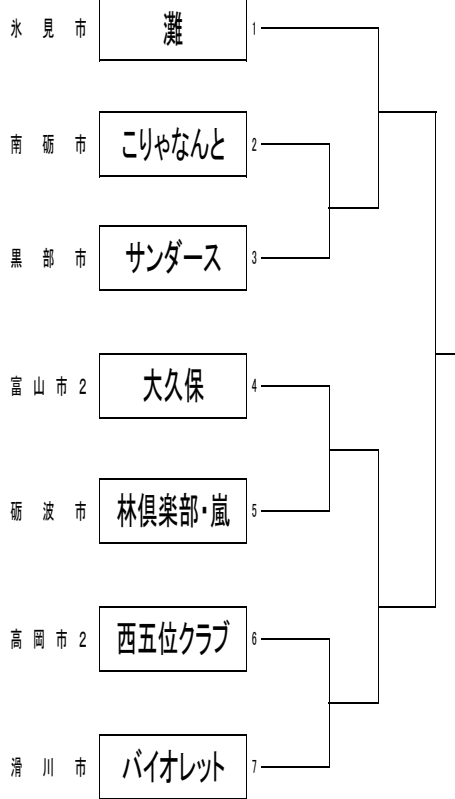 氷見市 灘 1
南砺市 こりゃなんと 2
黒部市 サンダース 3
富山市2 大久保 4
砺波市 林倶楽部・嵐 5
高岡市2 西五位クラブ 6
滑川市 バイオレット 7